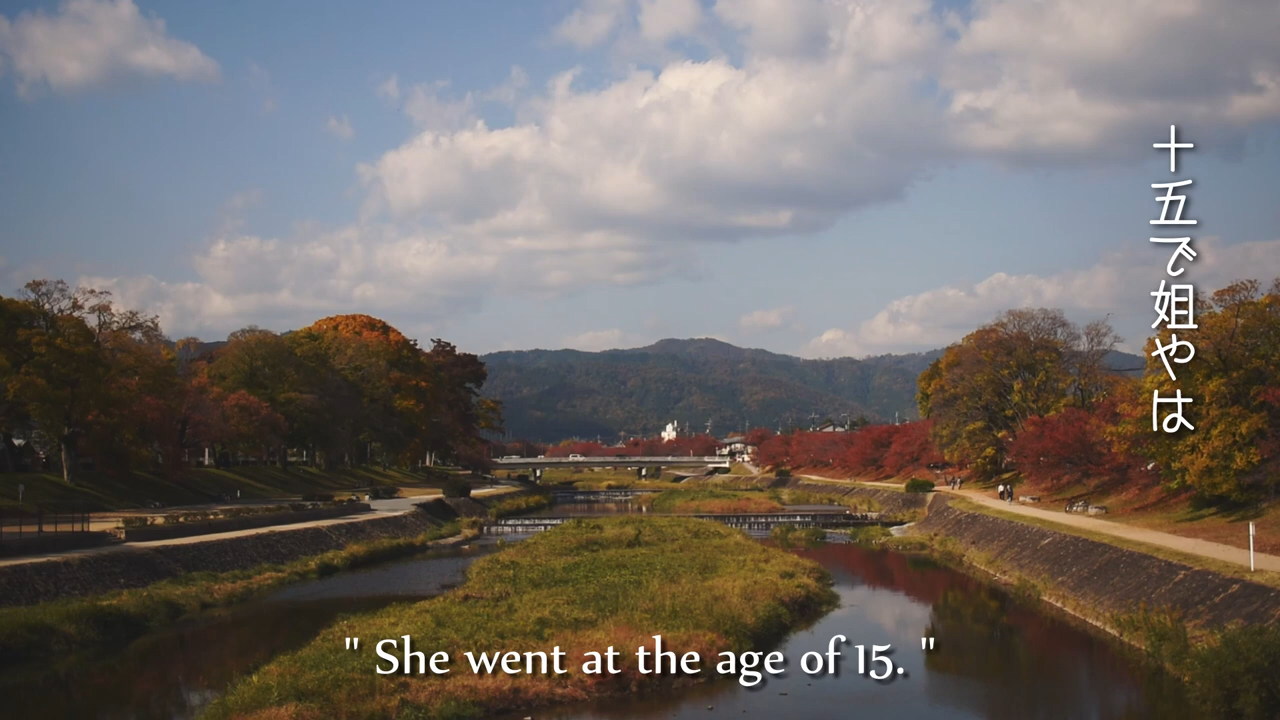 十五で姐やは
" She went at the age of 15. "